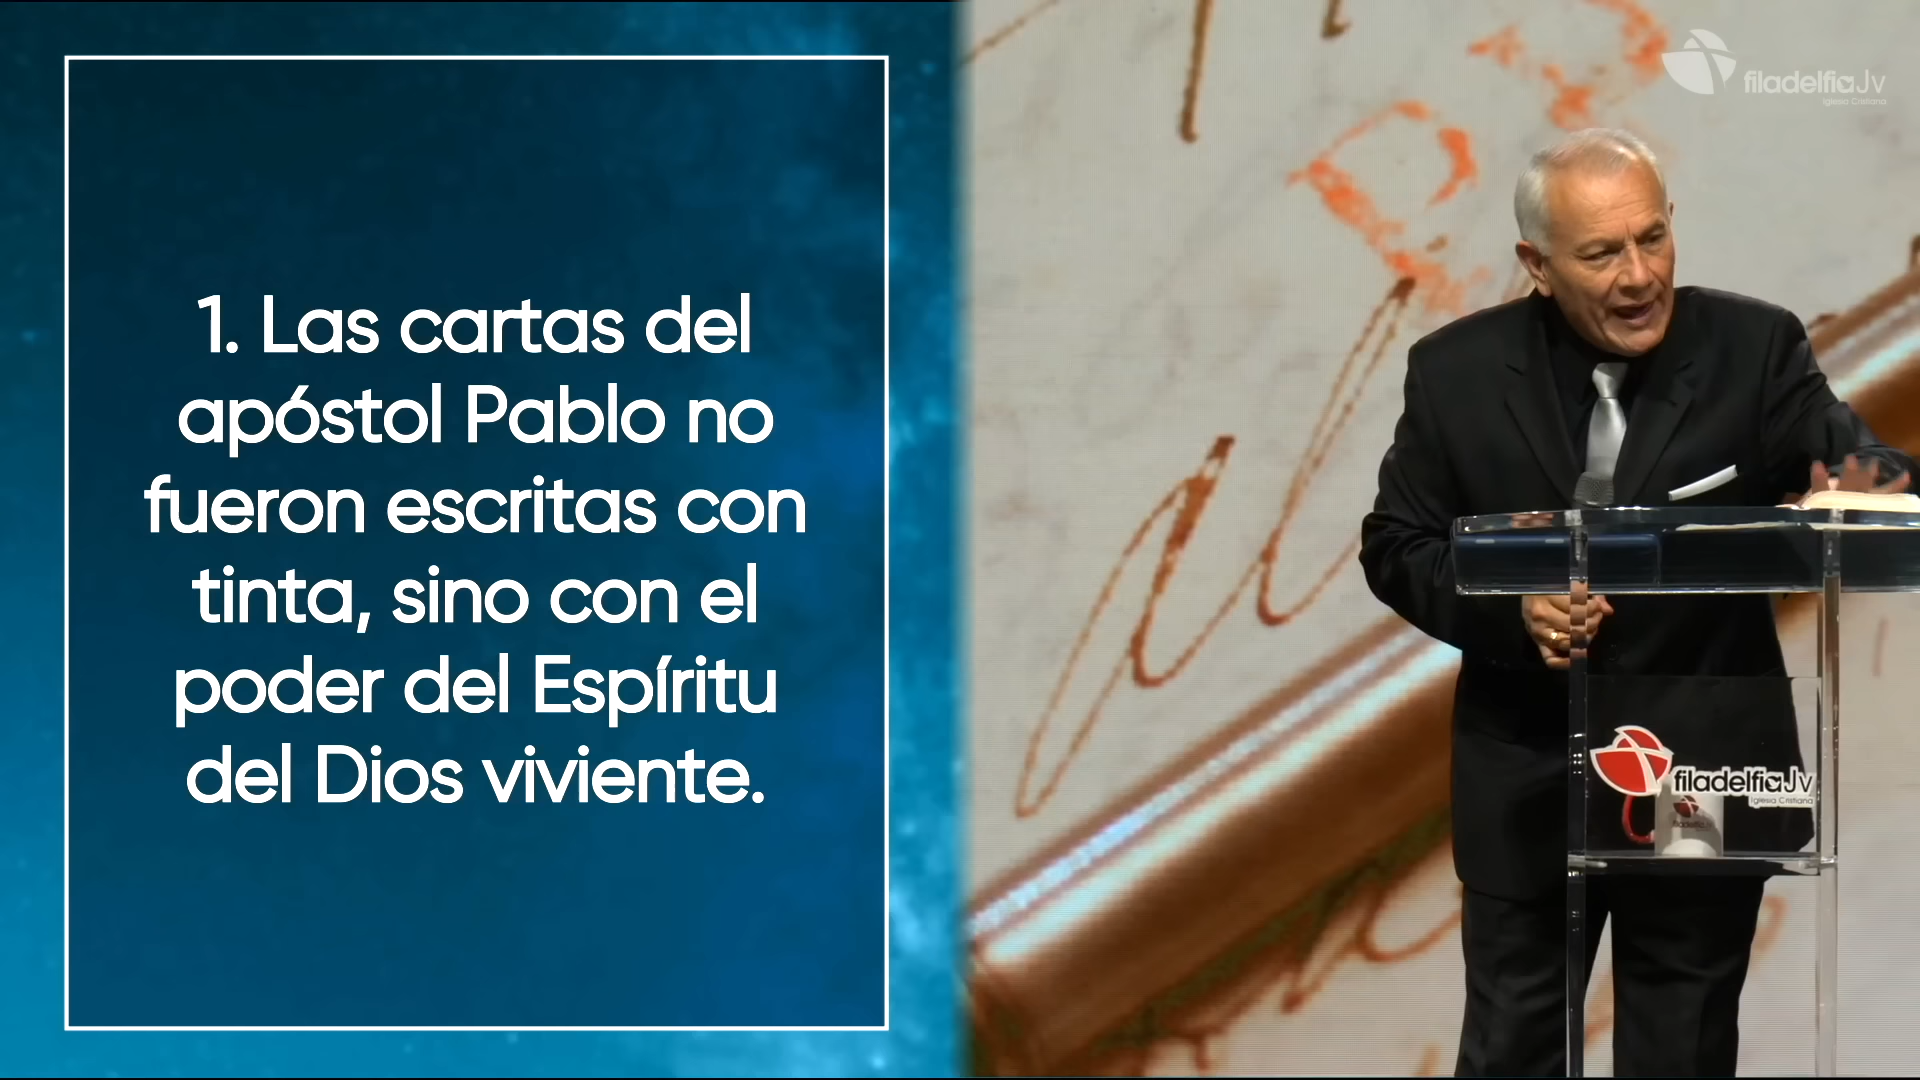 1. Las cartas del
apóstol Pablo no
fueron escritas con
tinta, sino con el
poder del Espíritu
del Dios viviente.
filadelfiaJv
Iglesia Cristiana
filadelfiaJv
Iglesia Cristiana